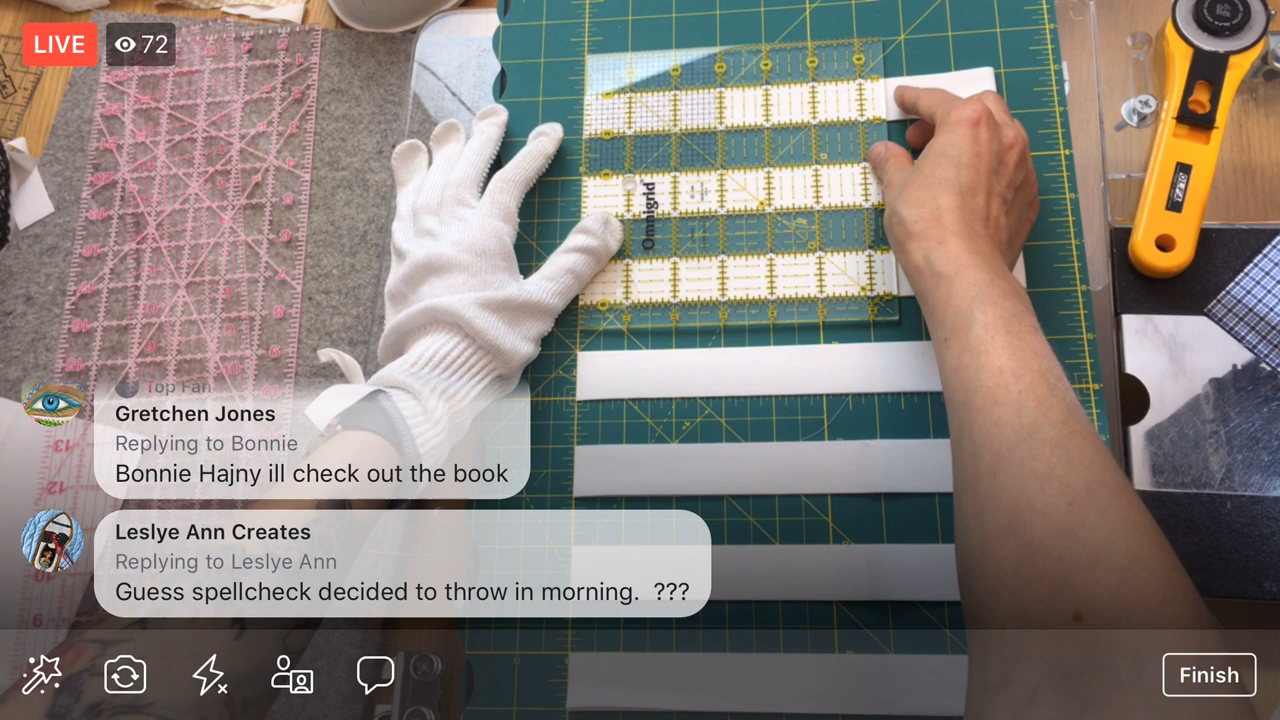 LIVE
72
Omnigrid
Top Fan
Gretchen Jones
Replying to Bonnie
Bonnie Hajny ill check out the book
Leslye Ann Creates
Replying to Leslye Ann
Guess spellcheck decided to throw in morning.  ???
Finish